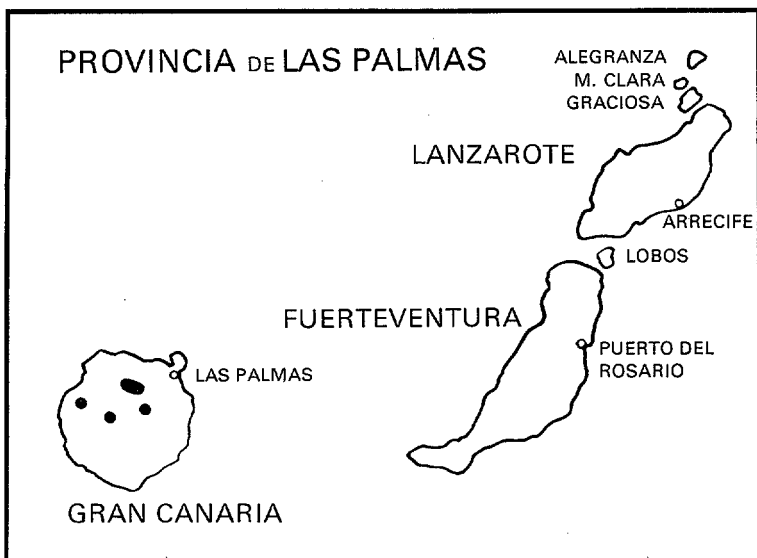 PROVINCIA DE LAS PALMAS
ALEGRANZA
M. CLARA
GRACIOSA
LANZAROTE
ARRECIFE
LOBOS
FUERTEVENTURA
PUERTO DEL
ROSARIO
LAS PALMAS
GRAN CANARIA